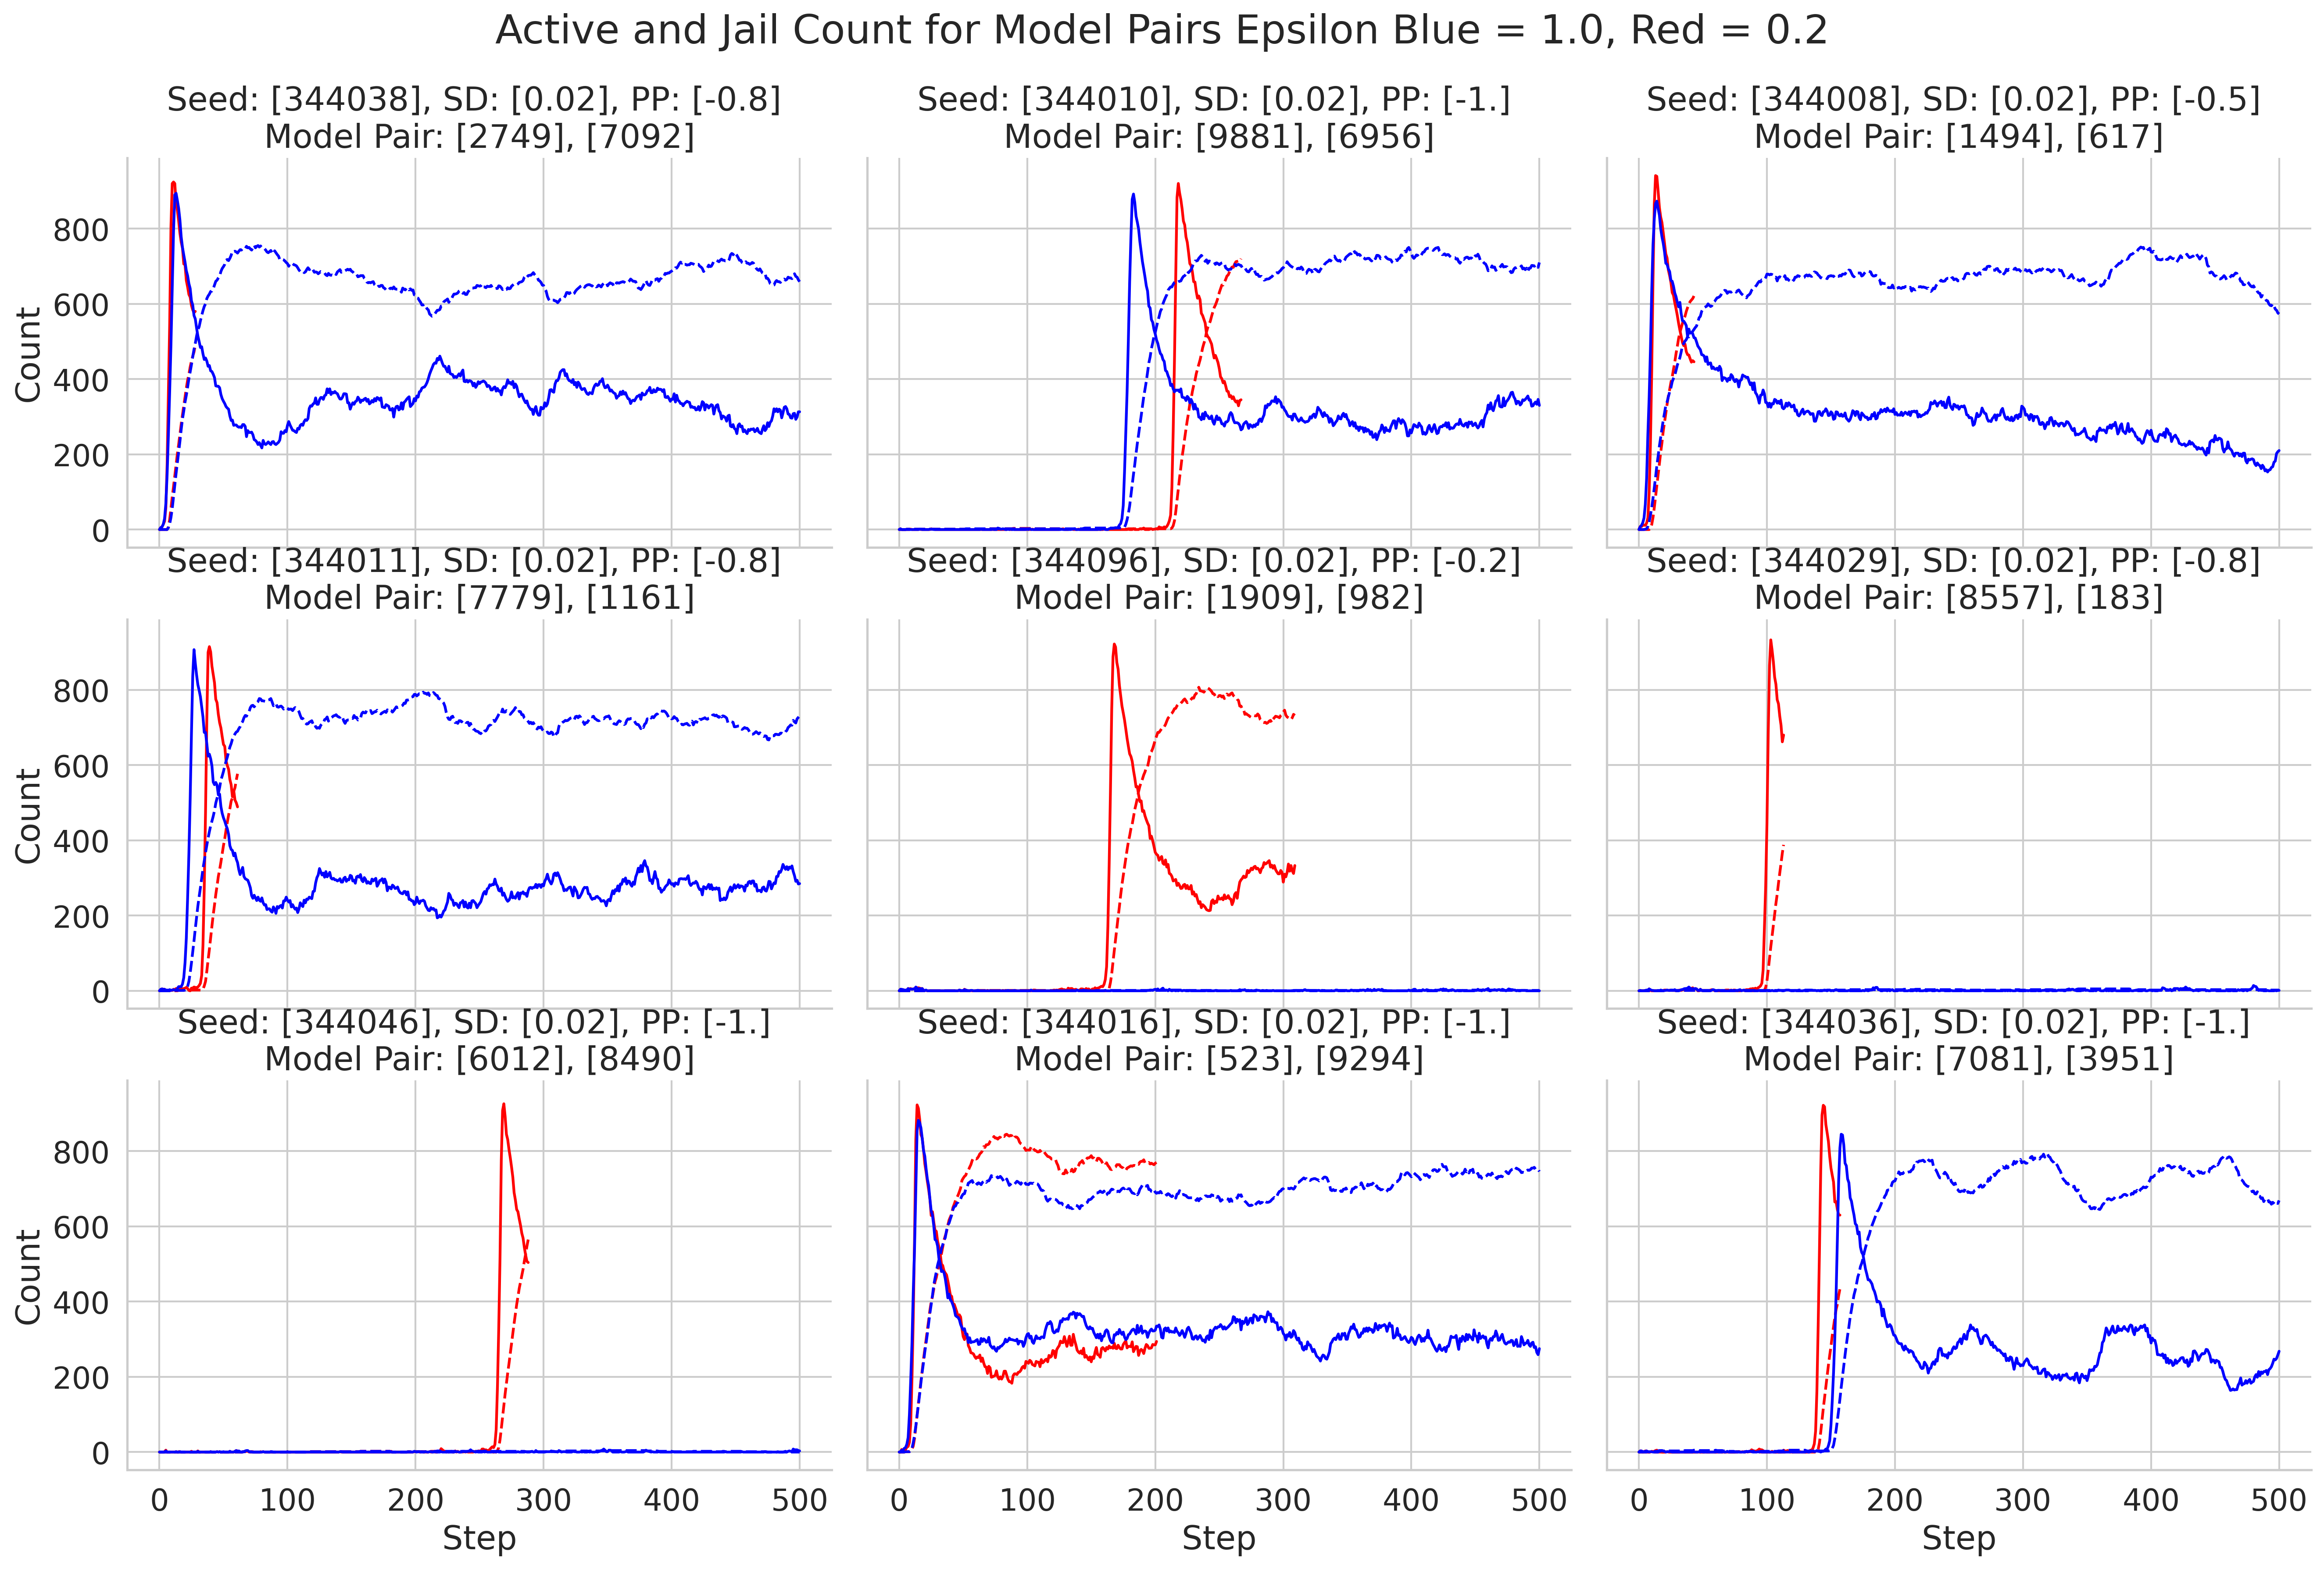 Active and Jail Count for Model Pairs Epsilon Blue = 1.0, Red = 0.2
Seed: [344038], SD: [0.02], PP: [-0.8]
Model Pair: [2749], [7092]
Seed: [344010], SD: [0.02], PP: [-1.]
Model Pair: [9881], [6956]
Seed: [344008], SD: [0.02], PP: [-0.5]
Model Pair: [1494], [617]
Count
800
600
400
200
0
Seed: [344011], SD: [0.02], PP: [-0.8]
Model Pair: [7779], [1161]
Seed: [344096], SD: [0.02], PP: [-0.2]
Model Pair: [1909], [982]
Seed: [344029], SD: [0.02], PP: [-0.8]
Model Pair: [8557], [183]
Count
800
600
400
200
0
Seed: [344046], SD: [0.02], PP: [-1.]
Model Pair: [6012], [8490]
Seed: [344016], SD: [0.02], PP: [-1.]
Model Pair: [523], [9294]
Seed: [344036], SD: [0.02], PP: [-1.]
Model Pair: [7081], [3951]
Count
800
600
400
200
0
0 100 200 300 400 500
Step
0 100 200 300 400 500
Step
0 100 200 300 400 500
Step